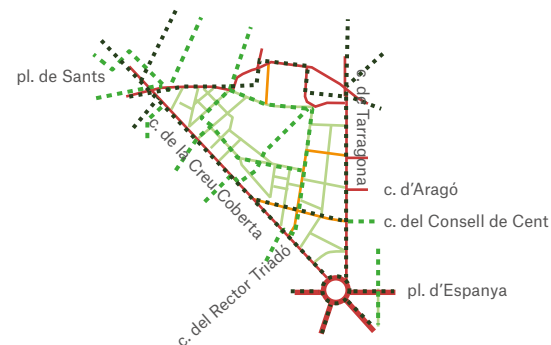 pl. de Sants
c. de Tarragona
c. de la Creu Coberta
c. d'Aragó
c. del Consell de Cent
c. del Rector Triadó
pl. d'Espanya